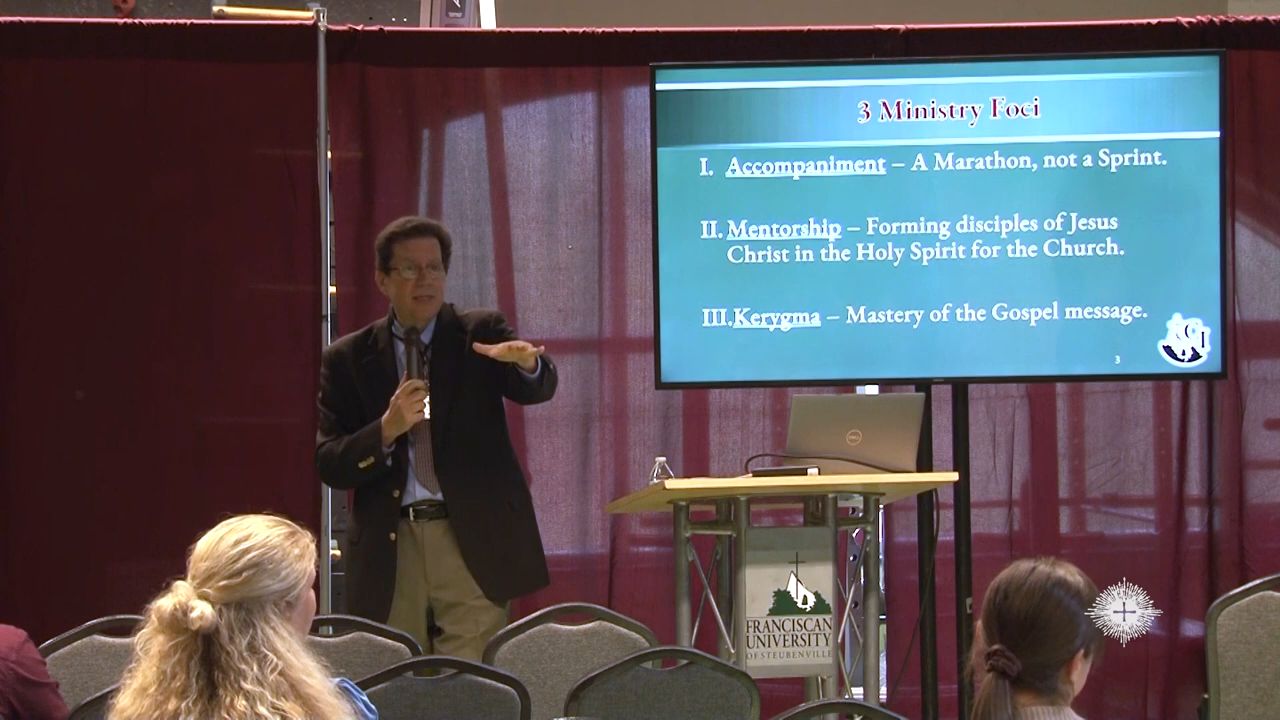 3 Ministry Foci
I. Accompaniment – A Marathon, not a Sprint.
II. Mentorship – Forming disciples of Jesus
Christ in the Holy Spirit for the Church.
III. Kerygma – Mastery of the Gospel message.
3
DELL
FRANCISCAN
UNIVERSITY
OF STEUBENVILLE